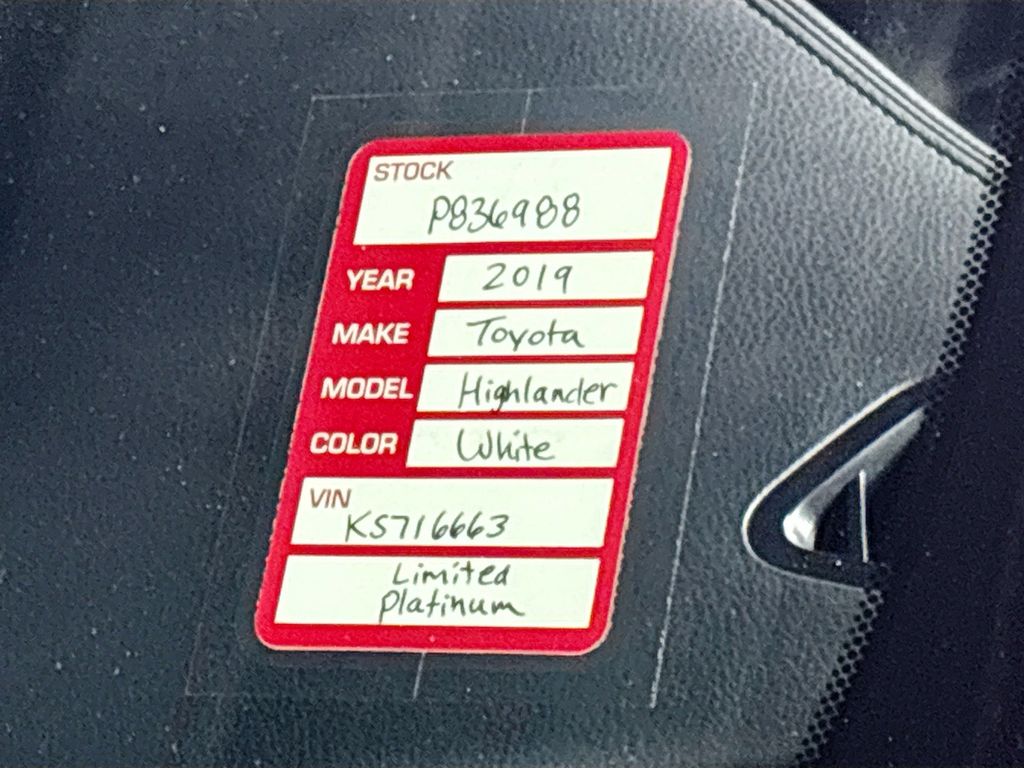 STOCK
P836988
YEAR 2019
MAKE Toyota
MODEL Highlander
COLOR White
VIN
KS716663
Limited
Platinum